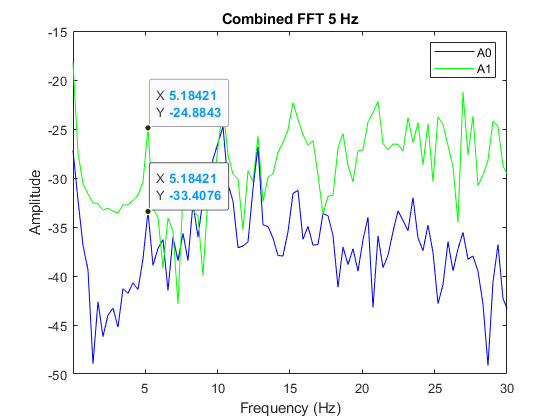 Combined FFT 5 Hz
-15
-20
-25
-30
-35
-40
-45
-50
Amplitude
A0
A1
X 5.18421
Y -24.8843
X 5.18421
Y -33.4076
5
10
15
20
25
30
Frequency (Hz)